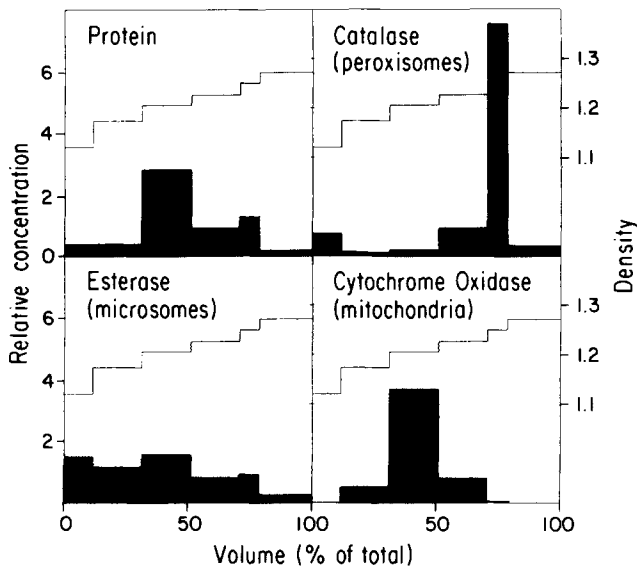 Protein
Catalase
(peroxisomes)
6
4
2
0
1.3
1.2
1.1
Relative concentration
Density
Esterase
(microsomes)
Cytochrome Oxidase
(mitochondria)
6
4
2
1.3
1.2
1.1
0
50
100
50
100
Volume (% of total)